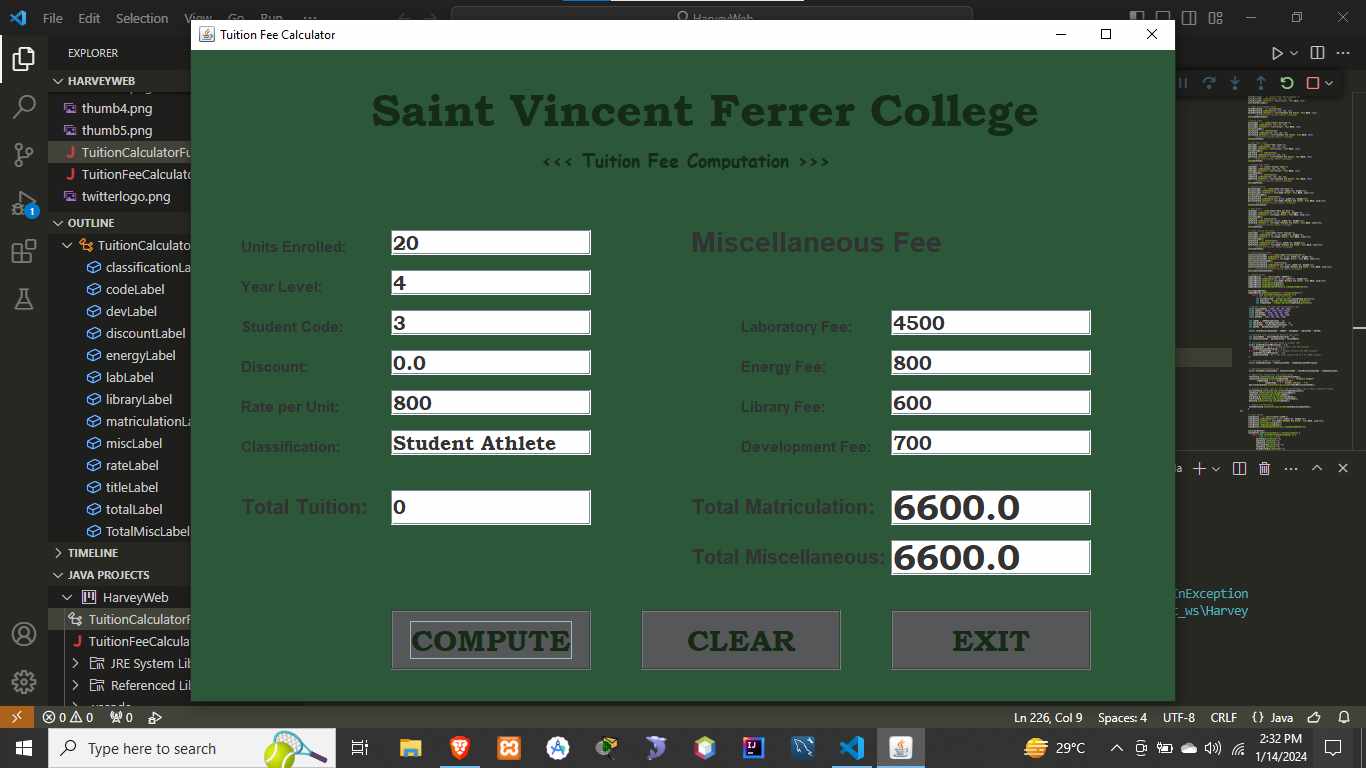 File Edit Selection View Go Run ...
HarveyWeb
Tuition Fee Calculator
EXPLORER
HARVEYWEB
thumb4.png
thumb5.png
TuitionCalculatorFu
TuitionFeeCalculato
twitterlogo.png
OUTLINE
TuitionCalculato
classificationLa
codeLabel
devLabel
discountLabel
energyLabel
labLabel
libraryLabel
matriculationLa
miscLabel
rateLabel
titleLabel
totalLabel
TotalMiscLabel
TIMELINE
JAVA PROJECTS
HarveyWeb
TuitionCalculatorF
TuitionFeeCalcula
JRE System Lib
Referenced Lib
1
Saint Vincent Ferrer College
<<< Tuition Fee Computation >>>
Units Enrolled: 20
Year Level: 4
Student Code: 3
Discount: 0.0
Rate per Unit: 800
Classification: Student Athlete
Total Tuition: 0
Miscellaneous Fee
Laboratory Fee: 4500
Energy Fee: 800
Library Fee: 600
Development Fee: 700
Total Matriculation: 6600.0
Total Miscellaneous: 6600.0
COMPUTE CLEAR EXIT
InException
t_ws\Harvey
0 0 0
Ln 226, Col 9 Spaces: 4 UTF-8 CRLF {} Java
Type here to search
29°C
2:32 PM
1/14/2024